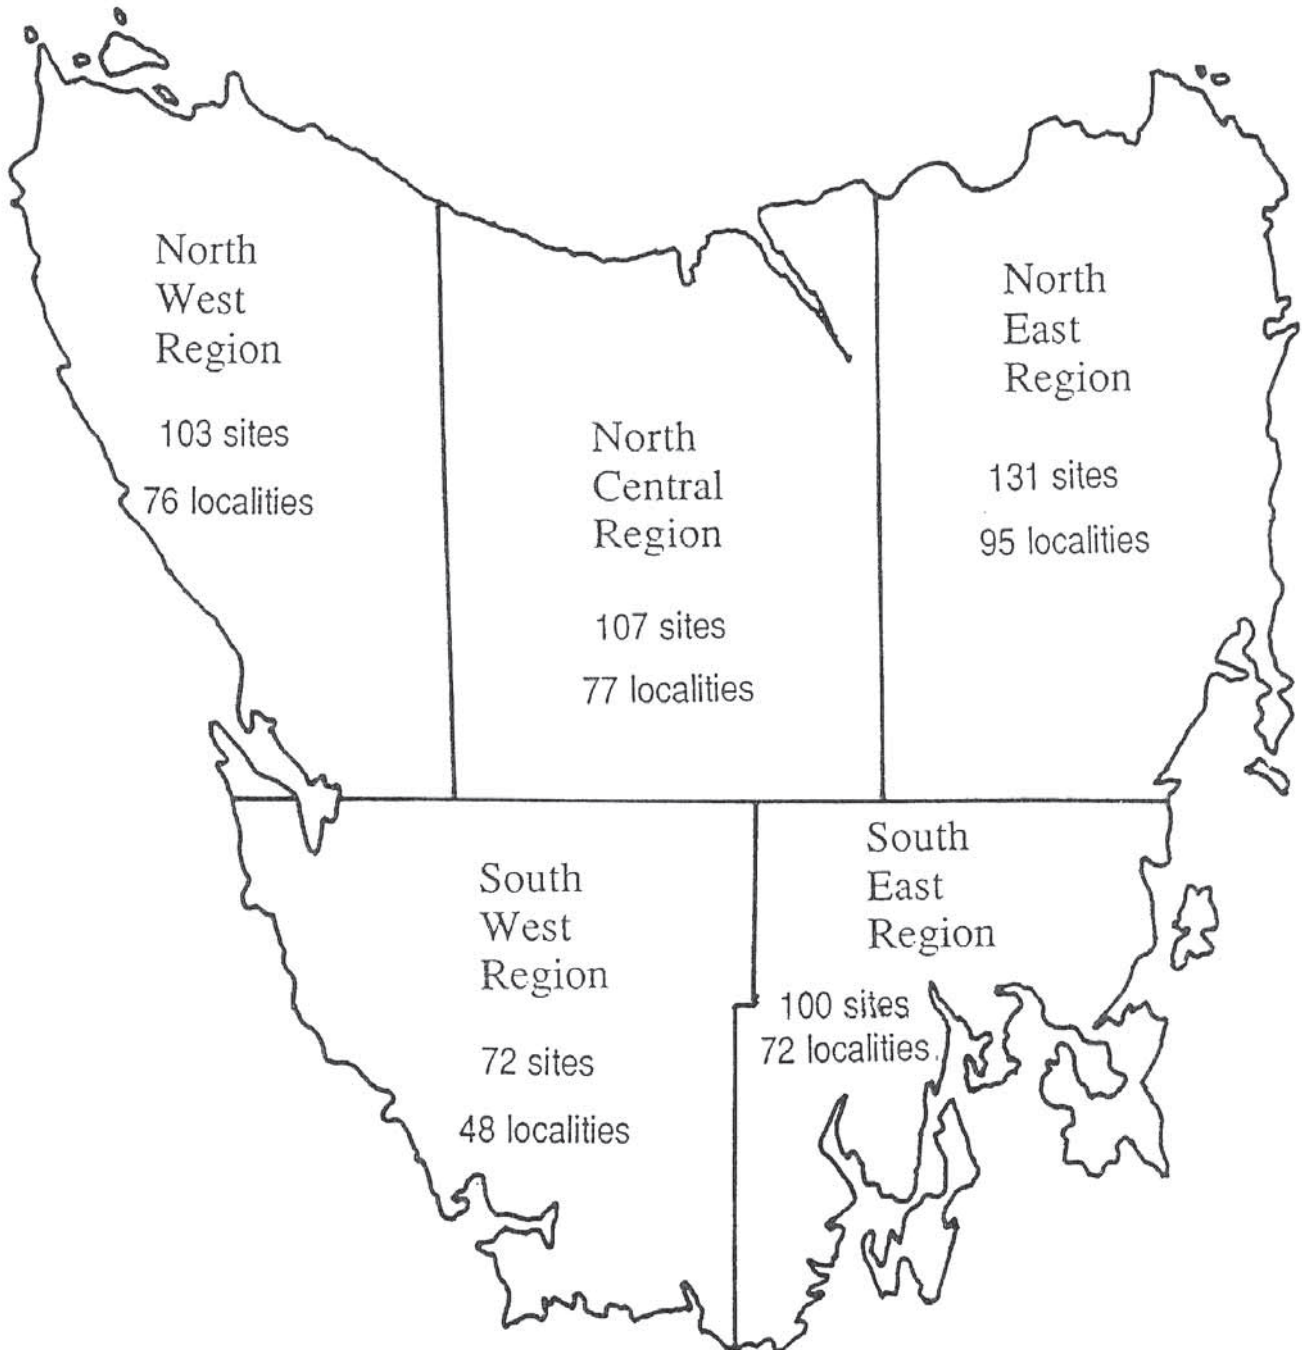 North
West
Region
103 sites
76 localities
North
Central
Region
107 sites
77 localities
North
East
Region
131 sites
95 localities
South
West
Region
72 sites
48 localities
South
East
Region
100 sites
72 localities.